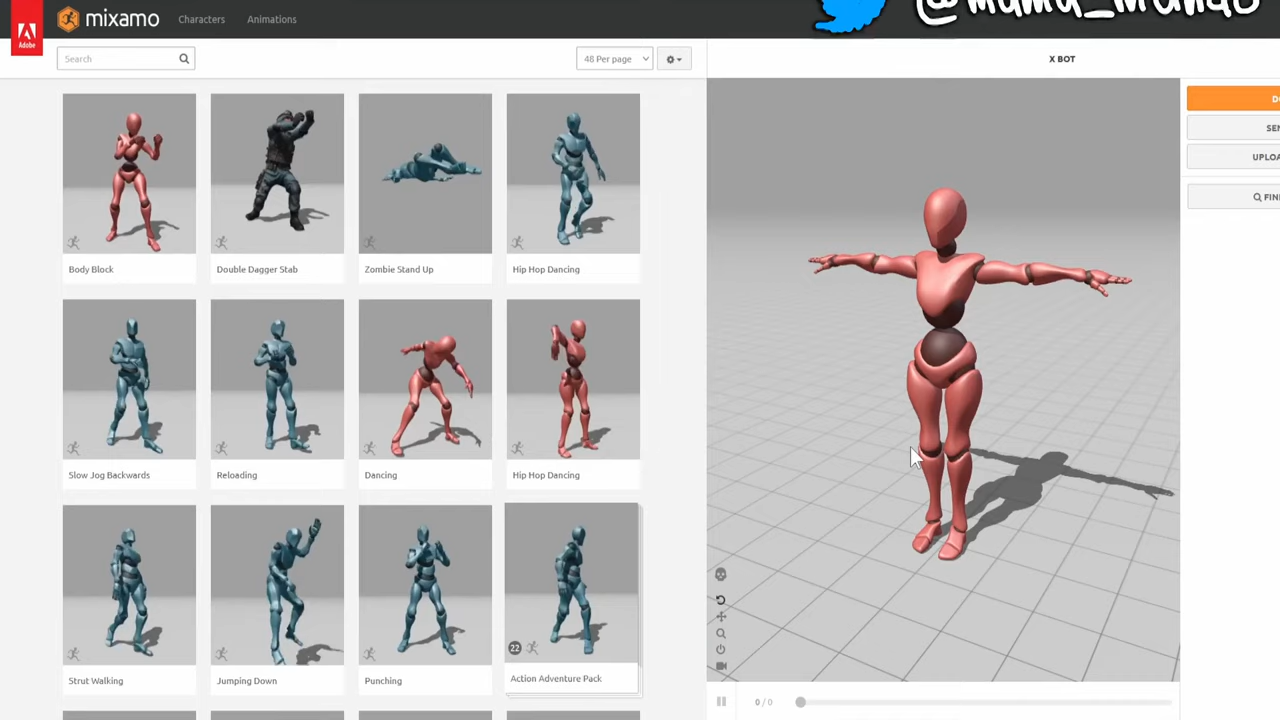 Adobe
mixamo
Characters
Animations
Search
48 Per page
X BOT
Body Block
Double Dagger Stab
Zombie Stand Up
Hip Hop Dancing
Slow Jog Backwards
Reloading
Dancing
Hip Hop Dancing
Strut Walking
Jumping Down
Punching
22
Action Adventure Pack
0 / 0